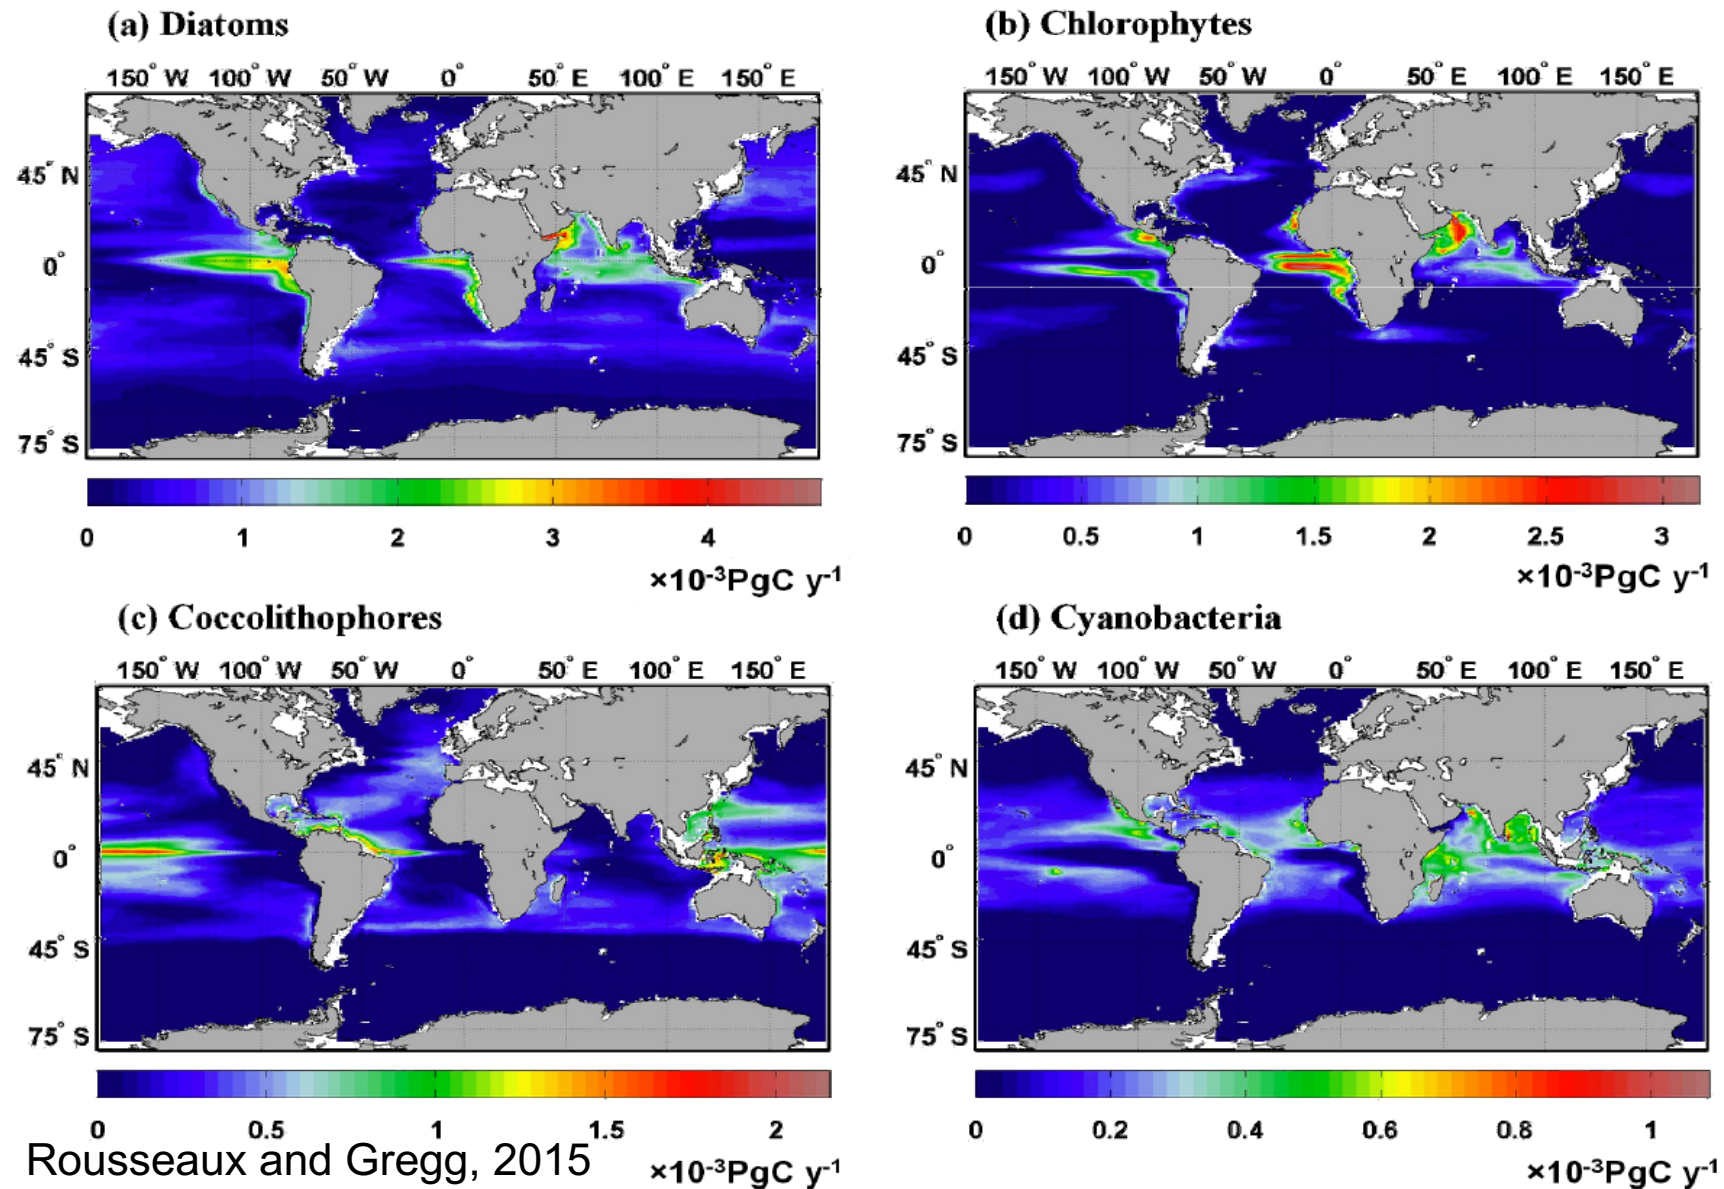 (a) Diatoms
150° W 100° W 50° W 0° 50° E 100° E 150° E
45° N
0°
45° S
75° S
0 1 2 3 4
×10-3PgC y-1
(b) Chlorophytes
150° W 100° W 50° W 0° 50° E 100° E 150° E
45° N
0°
45° S
75° S
0 0.5 1 1.5 2 2.5 3
×10-3PgC y-1
(c) Coccolithophores
150° W 100° W 50° W 0° 50° E 100° E 150° E
45° N
0°
45° S
75° S
0 0.5 1 1.5 2
×10-3PgC y-1
(d) Cyanobacteria
150° W 100° W 50° W 0° 50° E 100° E 150° E
45° N
0°
45° S
75° S
0 0.2 0.4 0.6 0.8 1
×10-3PgC y-1
Rousseaux and Gregg, 2015